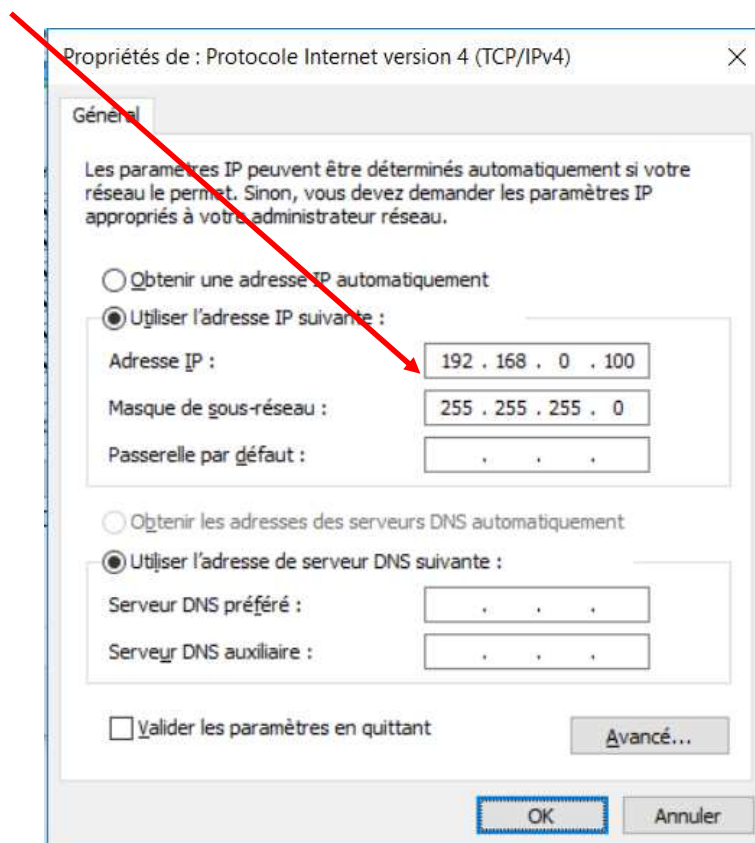 Propriétés de : Protocole Internet version 4 (TCP/IPv4)
Général
Les paramètres IP peuvent être déterminés automatiquement si votre
réseau le permet. Sinon, vous devez demander les paramètres IP
appropriés à votre administrateur réseau.
Obtenir une adresse IP automatiquement
Utiliser l'adresse IP suivante :
Adresse IP : 192 . 168 . 0 . 100
Masque de sous-réseau : 255 . 255 . 255 . 0
Passerelle par défaut : . . .
Obtenir les adresses des serveurs DNS automatiquement
Utiliser l'adresse de serveur DNS suivante :
Serveur DNS préféré : . . .
Serveur DNS auxiliaire : . . .
Valider les paramètres en quittant
Avancé...
OK Annuler